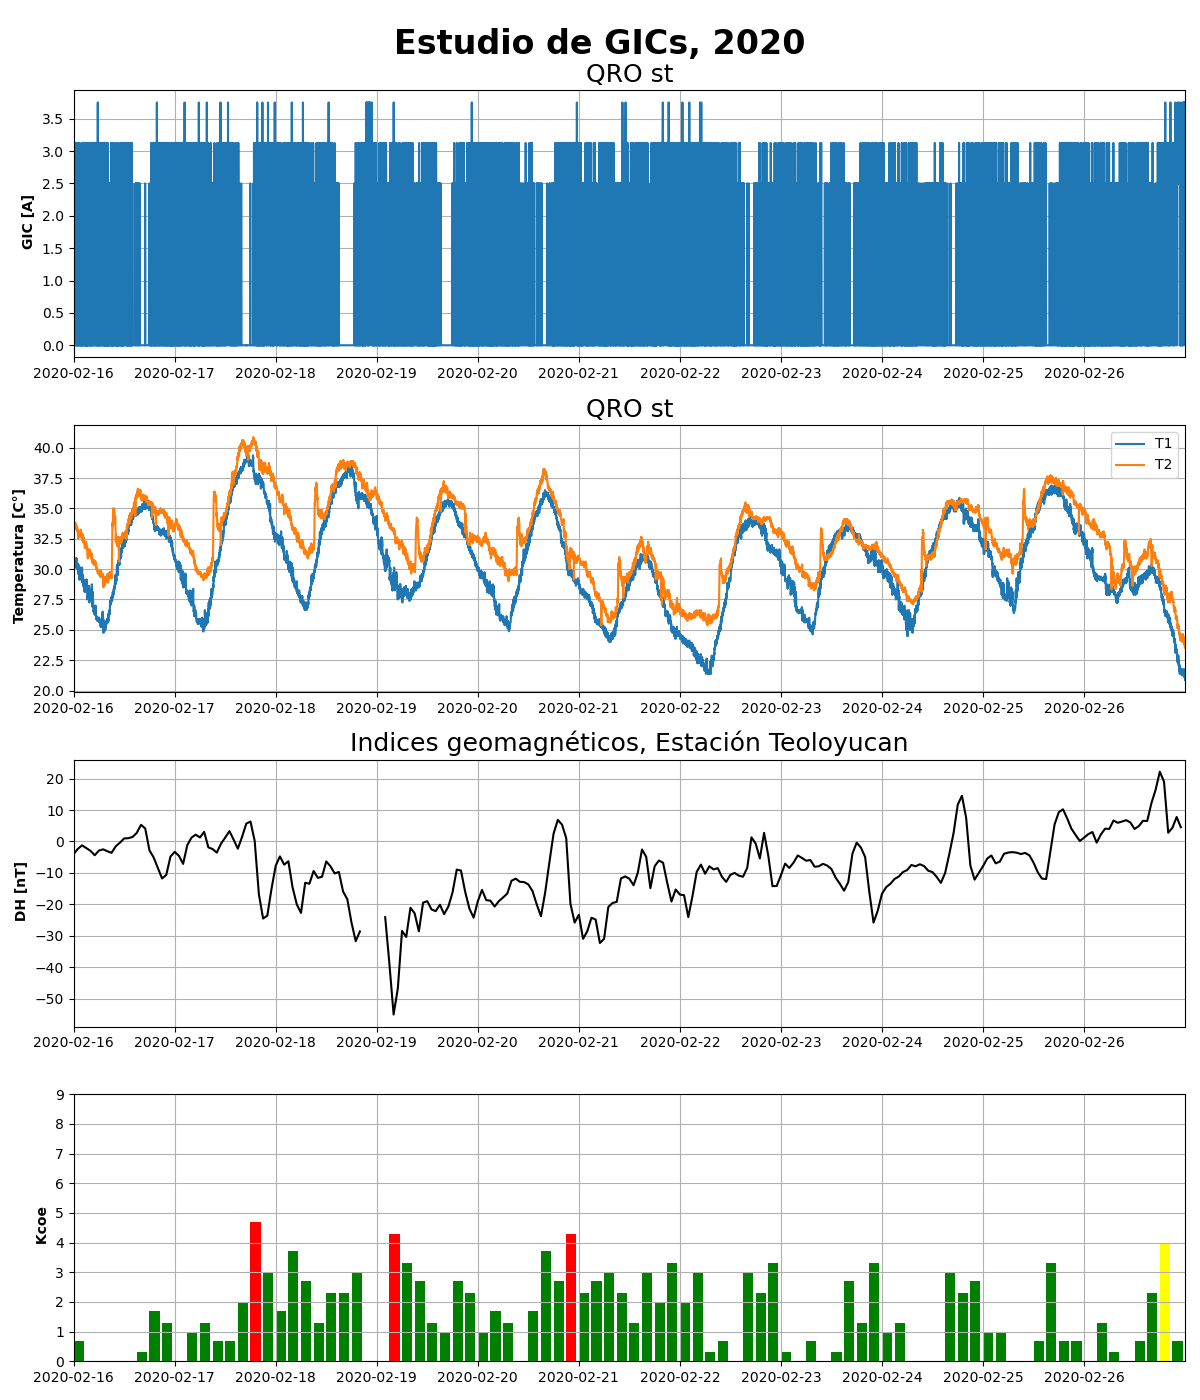 Estudio de GICs, 2020
QRO st
GIC [A]
3.5
3.0
2.5
2.0
1.5
1.0
0.5
0.0
2020-02-16 2020-02-17 2020-02-18 2020-02-19 2020-02-20 2020-02-21 2020-02-22 2020-02-23 2020-02-24 2020-02-25 2020-02-26
QRO st
Temperatura [C°]
40.0
37.5
35.0
32.5
30.0
27.5
25.0
22.5
20.0
T1
T2
2020-02-16 2020-02-17 2020-02-18 2020-02-19 2020-02-20 2020-02-21 2020-02-22 2020-02-23 2020-02-24 2020-02-25 2020-02-26
Indices geomagnéticos, Estación Teoloyucan
DH [nT]
20
10
0
−10
−20
−30
−40
−50
2020-02-16 2020-02-17 2020-02-18 2020-02-19 2020-02-20 2020-02-21 2020-02-22 2020-02-23 2020-02-24 2020-02-25 2020-02-26
Kcoe
9
8
7
6
5
4
3
2
1
0
2020-02-16 2020-02-17 2020-02-18 2020-02-19 2020-02-20 2020-02-21 2020-02-22 2020-02-23 2020-02-24 2020-02-25 2020-02-26